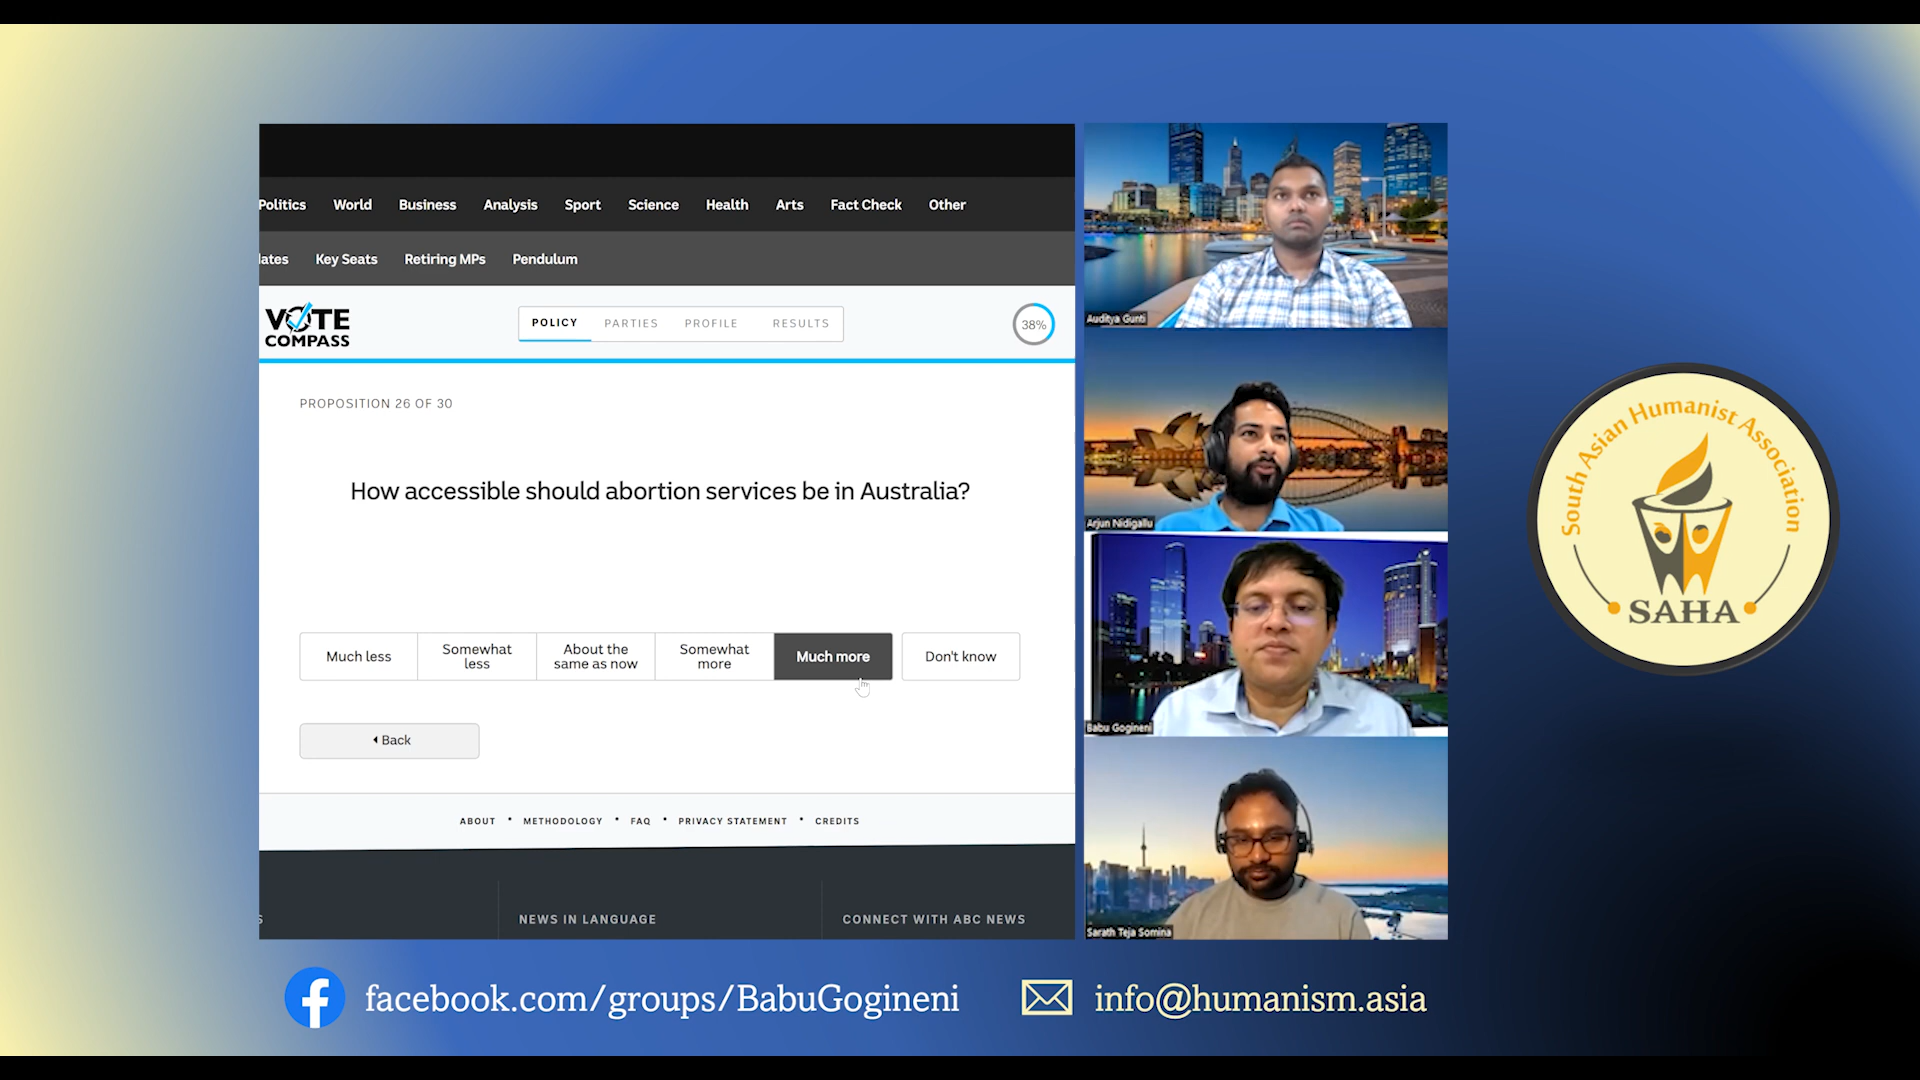 Politics World Business Analysis Sport Science Health Arts Fact Check Other
Key Seats Retiring MPs Pendulum
VOTE
COMPASS
POLICY PARTIES PROFILE RESULTS
38%
PROPOSITION 26 OF 30
How accessible should abortion services be in Australia?
Much less
Somewhat
less
About the
same as now
Somewhat
more
Much more
Don't know
Back
ABOUT • METHODOLOGY • FAQ • PRIVACY STATEMENT • CREDITS
NEWS IN LANGUAGE
CONNECT WITH ABC NEWS
Auditya Gunti
Arjun Nidigallu
Babu Gogineni
Sarath Teja Somina
South Asian Humanist Association
SAHA
facebook.com/groups/BabuGogineni
info@humanism.asia